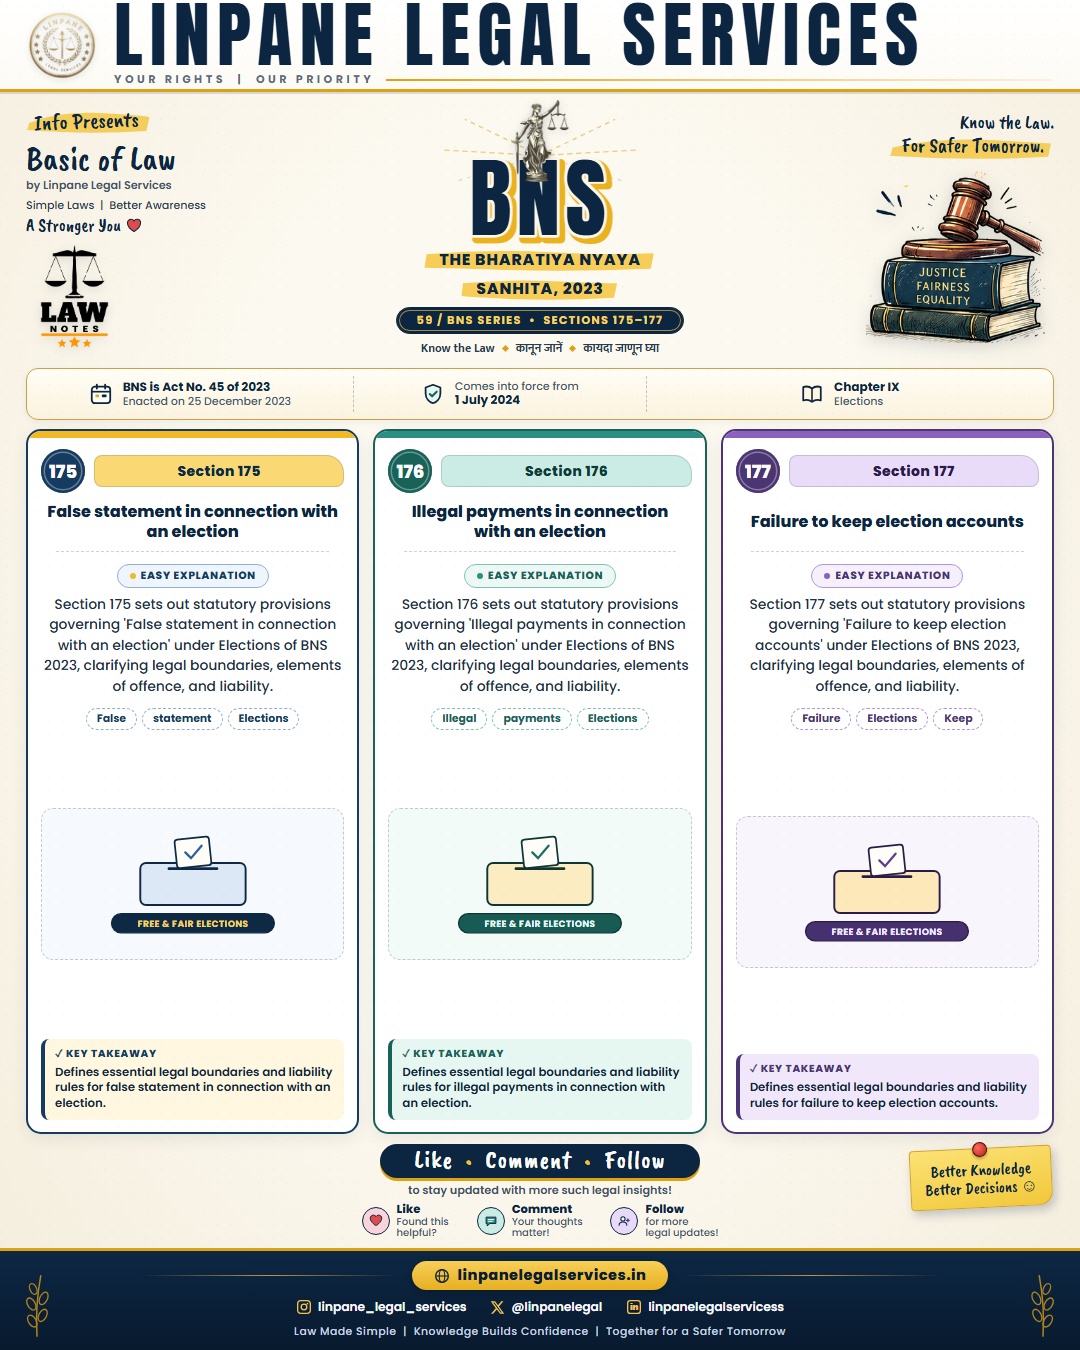 LINPANE LEGAL SERVICES
YOUR RIGHTS | OUR PRIORITY
Info Presents
Basic of Law
by Linpane Legal Services
Simple Laws | Better Awareness
A Stronger You
LAW
NOTES
BNS
THE BHARATIYA NYAYA
SANHITA, 2023
59 / BNS SERIES • SECTIONS 175–177
Know the Law ◆ कानून जानें ◆ कायदा जाणून घ्या
Know the Law.
For Safer Tomorrow.
JUSTICE
FAIRNESS
EQUALITY
BNS is Act No. 45 of 2023
Enacted on 25 December 2023
Comes into force from
1 July 2024
Chapter IX
Elections
175
Section 175
False statement in connection with
an election
EASY EXPLANATION
Section 175 sets out statutory provisions
governing 'False statement in connection
with an election' under Elections of BNS
2023, clarifying legal boundaries, elements
of offence, and liability.
False statement Elections
FREE & FAIR ELECTIONS
✓ KEY TAKEAWAY
Defines essential legal boundaries and liability
rules for false statement in connection with an
election.
176
Section 176
Illegal payments in connection
with an election
EASY EXPLANATION
Section 176 sets out statutory provisions
governing 'Illegal payments in connection
with an election' under Elections of BNS
2023, clarifying legal boundaries, elements
of offence, and liability.
Illegal payments Elections
FREE & FAIR ELECTIONS
✓ KEY TAKEAWAY
Defines essential legal boundaries and liability
rules for illegal payments in connection with
an election.
177
Section 177
Failure to keep election accounts
EASY EXPLANATION
Section 177 sets out statutory provisions
governing 'Failure to keep election
accounts' under Elections of BNS 2023,
clarifying legal boundaries, elements of
offence, and liability.
Failure Elections Keep
FREE & FAIR ELECTIONS
✓ KEY TAKEAWAY
Defines essential legal boundaries and liability
rules for failure to keep election accounts.
Like • Comment • Follow
to stay updated with more such legal insights!
Like
Found this
helpful?
Comment
Your thoughts
matter!
Follow
for more
legal updates!
Better Knowledge
Better Decisions ☺
linpanelegalservices.in
linpane_legal_services @linpanelegal linpanelegalservicess
Law Made Simple | Knowledge Builds Confidence | Together for a Safer Tomorrow